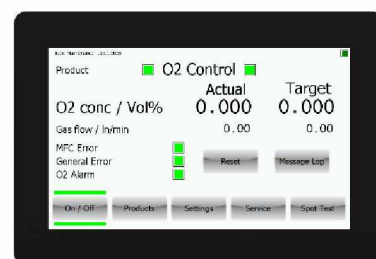 Product O2 Control
Actual Target
O2 conc / Vol% 0.000 0.000
Gas flow / ln/min 0.00 0.00
MFC Error
General Error Reset Message Log
O2 Alarm
On / Off Products Settings Service Spot Test